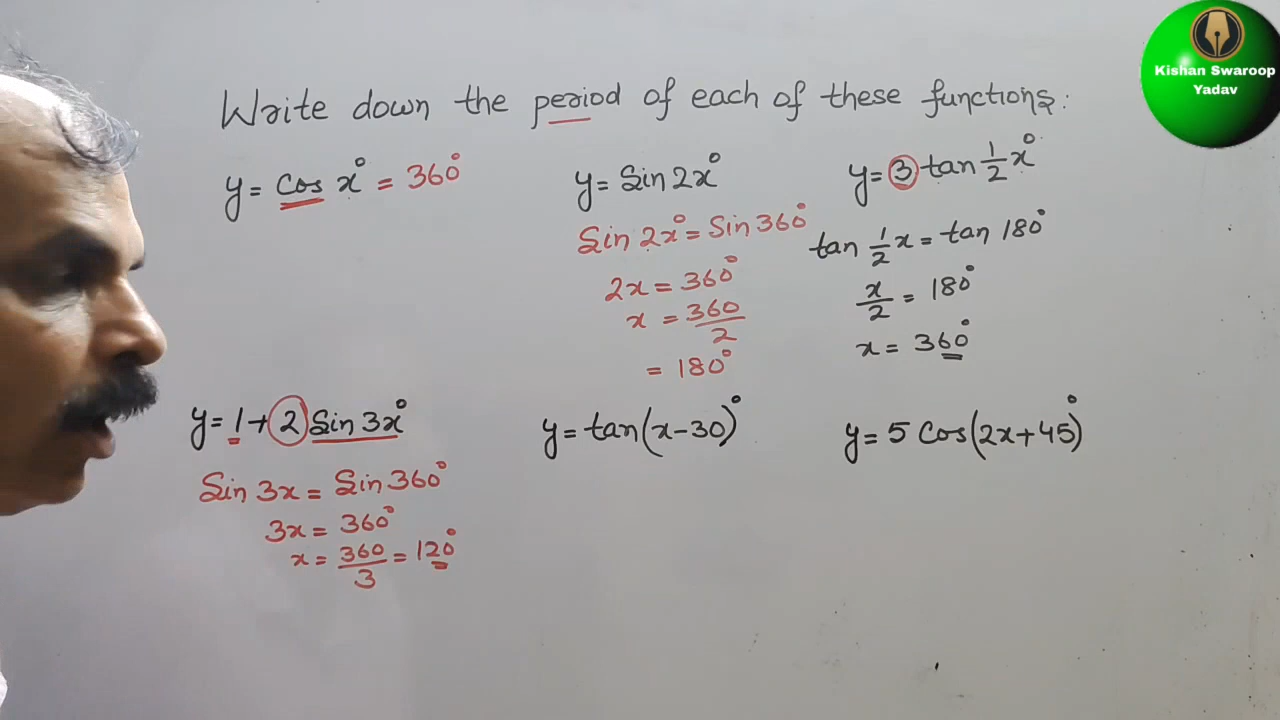 Kishan Swaroop
Yadav
Write down the period of each of these functions:
y = cos x° = 360°
y = Sin 2x°
Sin 2x° = Sin 360°
2x = 360°
x = 360/2
= 180°
y = 3 tan 1/2 x°
tan 1/2 x = tan 180°
x/2 = 180°
x = 360°
y = 1 + 2 Sin 3x°
Sin 3x = Sin 360°
3x = 360°
x = 360/3 = 120°
y = tan(x-30)°
y = 5 cos(2x+45)°